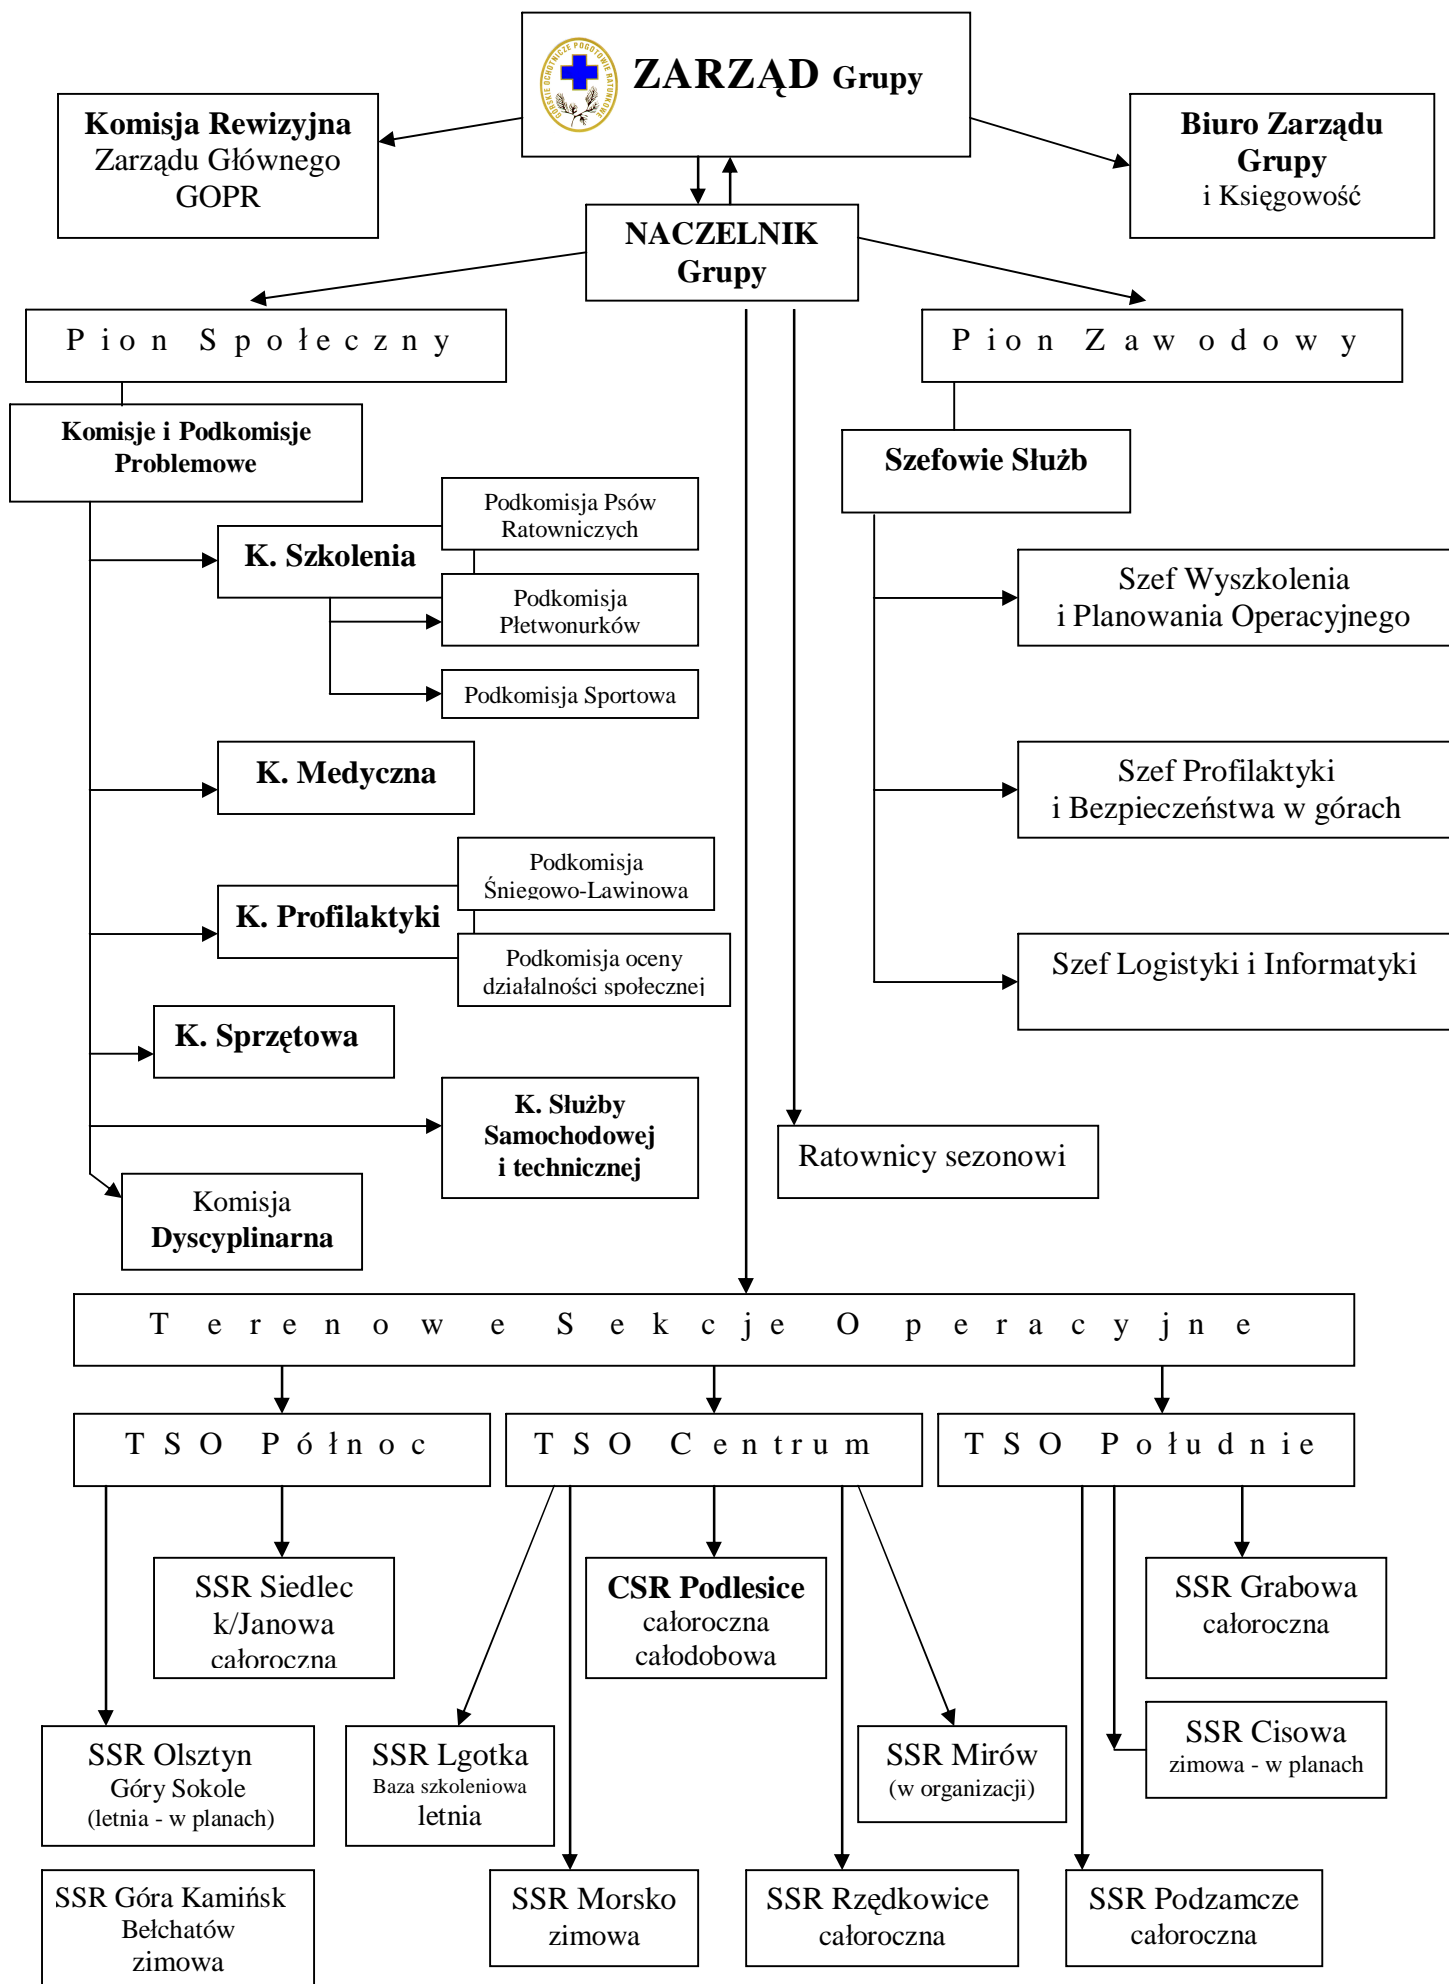 GÓRSKIE OCHOTNICZE POGOTOWIE RATUNKOWE
ZARZĄD Grupy
Komisja Rewizyjna
Zarządu Głównego
GOPR
Biuro Zarządu
Grupy
i Księgowość
NACZELNIK
Grupy
Pion Społeczny
Pion Zawodowy
Komisje i Podkomisje
Problemowe
Szefowie Służb
Podkomisja Psów
Ratowniczych
K. Szkolenia
Podkomisja
Płetwonurków
Podkomisja Sportowa
Szef Wyszkolenia
i Planowania Operacyjnego
K. Medyczna
Szef Profilaktyki
i Bezpieczeństwa w górach
Podkomisja
Śniegowo-Lawinowa
K. Profilaktyki
Podkomisja oceny
działalności społecznej
Szef Logistyki i Informatyki
K. Sprzętowa
K. Służby
Samochodowej
i technicznej
Ratownicy sezonowi
Komisja
Dyscyplinarna
Terenowe Sekcje Operacyjne
TSO Północ
TSO Centrum
TSO Południe
SSR Siedlec
k/Janowa
całoroczna
CSR Podlesice
całoroczna
całodobowa
SSR Grabowa
całoroczna
SSR Olsztyn
Góry Sokole
(letnia - w planach)
SSR Lgotka
Baza szkoleniowa
letnia
SSR Mirów
(w organizacji)
SSR Cisowa
zimowa - w planach
SSR Góra Kamińsk
Bełchatów
zimowa
SSR Morsko
zimowa
SSR Rzędkowice
całoroczna
SSR Podzamcze
całoroczna